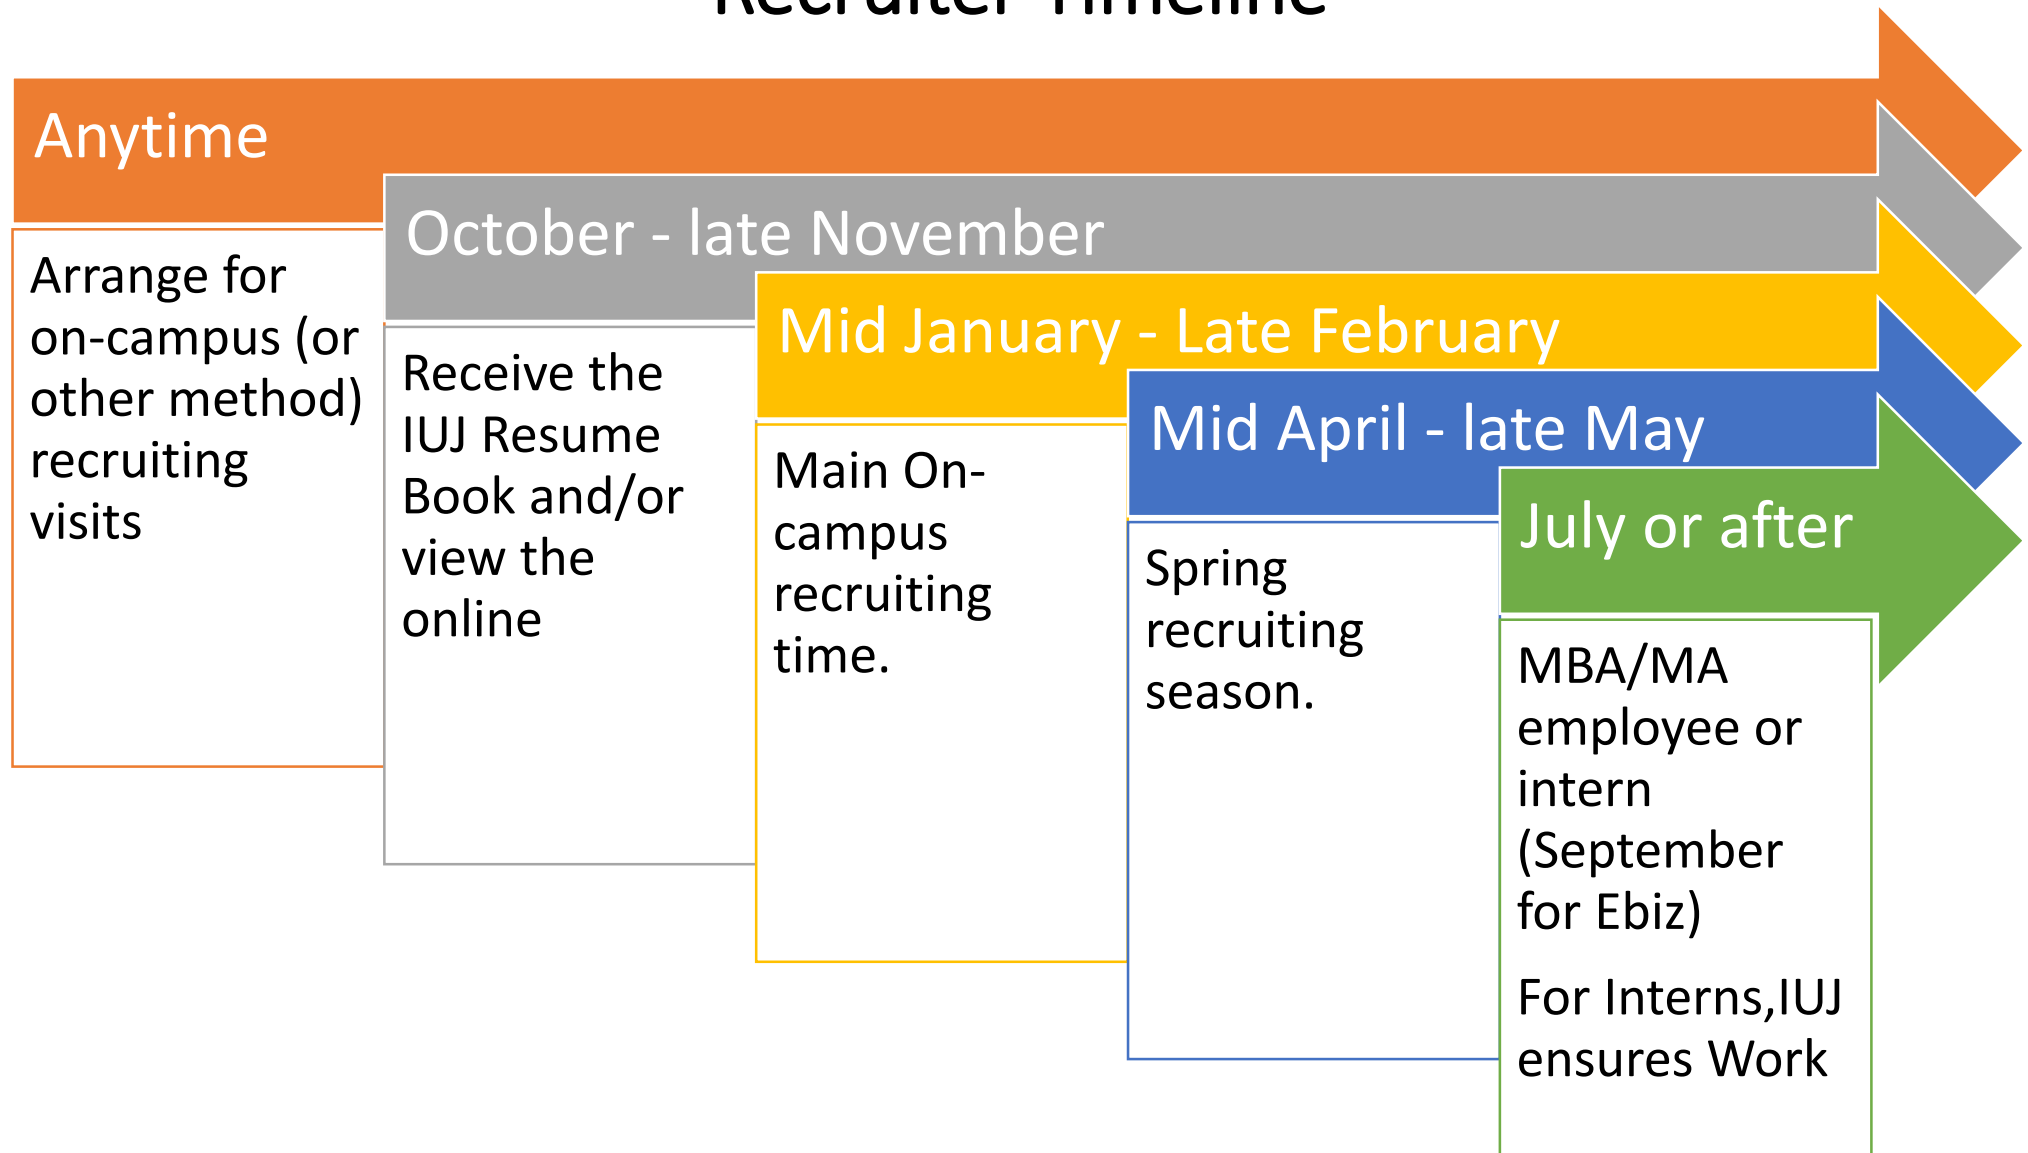 Recruiter Timeline
Anytime
Arrange for
on-campus (or
other method)
recruiting
visits
October - late November
Receive the
IUJ Resume
Book and/or
view the
online
Mid January - Late February
Main On-
campus
recruiting
time.
Mid April - late May
Spring
recruiting
season.
July or after
MBA/MA
employee or
intern
(September
for Ebiz)
For Interns,IUJ
ensures Work